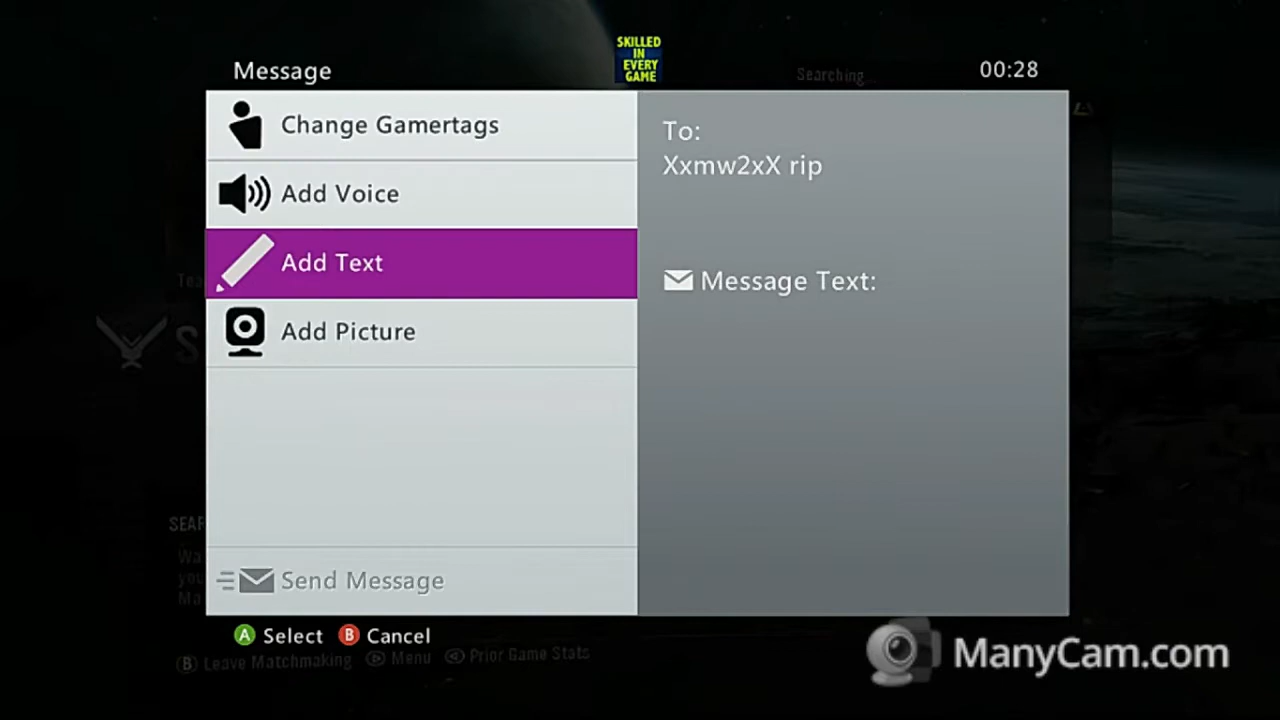 SKILLED
IN
EVERY
GAME
Message
Searching...
00:28
Change Gamertags
Add Voice
Add Text
Add Picture
Send Message
To:
XxmW2xX rip
Message Text:
A Select B Cancel
B Leave Matchmaking Menu Prior Game Stats
ManyCam.com